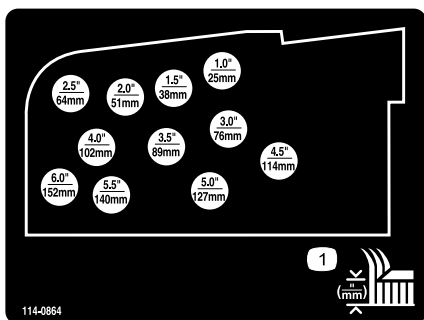 1.0"
25mm
1.5"
38mm
2.0"
51mm
2.5"
64mm
3.0"
76mm
3.5"
89mm
4.0"
102mm
4.5"
114mm
5.0"
127mm
5.5"
140mm
6.0"
152mm
1
"
(mm)
114-0864